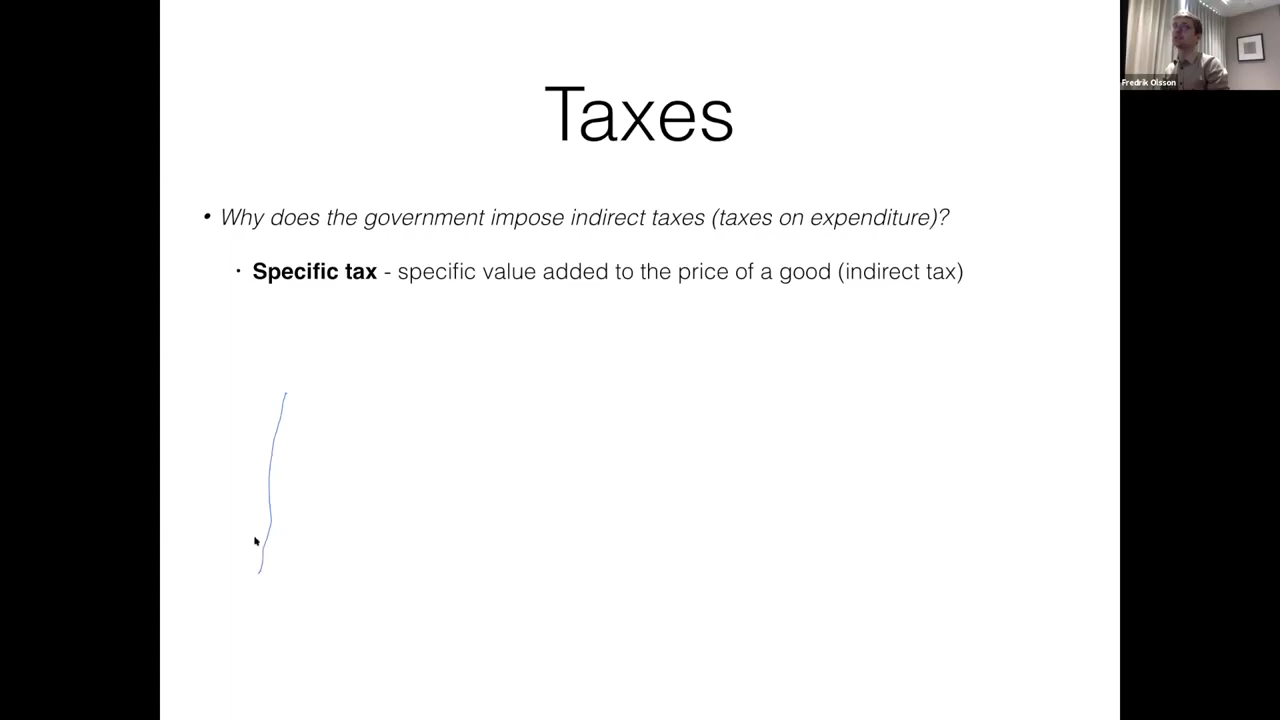 Fredrik Olsson
Taxes
• Why does the government impose indirect taxes (taxes on expenditure)?
• Specific tax - specific value added to the price of a good (indirect tax)